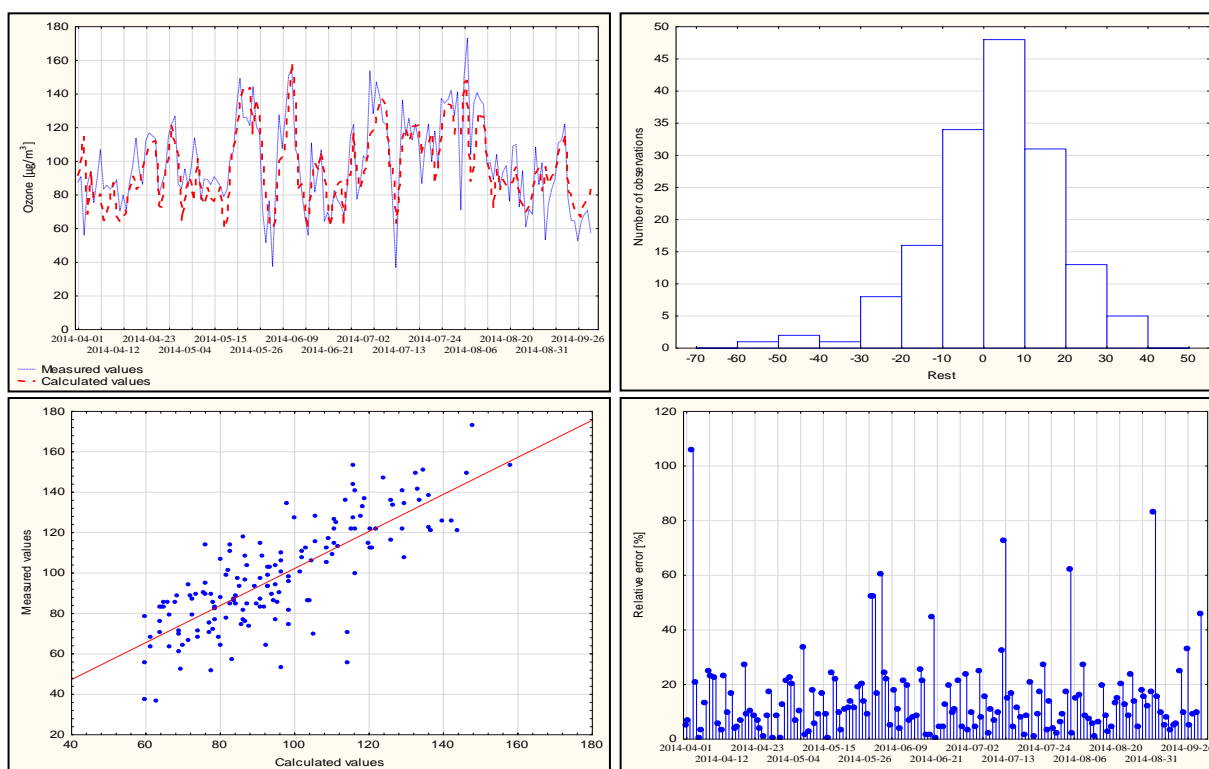 180
160
140
120
100
80
60
40
20
0
Ozone [µg/m³]
2014-04-01 2014-04-23 2014-05-15 2014-06-09 2014-07-02 2014-07-24 2014-08-20 2014-09-26
2014-04-12 2014-05-04 2014-05-26 2014-06-21 2014-07-13 2014-08-06 2014-08-31
Measured values
Calculated values
50
45
40
35
30
25
20
15
10
5
0
Number of observations
-70 -60 -50 -40 -30 -20 -10 0 10 20 30 40 50
Rest
180
160
140
120
100
80
60
40
20
Measured values
40 60 80 100 120 140 160 180
Calculated values
120
100
80
60
40
20
0
Relative error [%]
2014-04-01 2014-04-23 2014-05-15 2014-06-09 2014-07-02 2014-07-24 2014-08-20 2014-09-26
2014-04-12 2014-05-04 2014-05-26 2014-06-21 2014-07-13 2014-08-06 2014-08-31